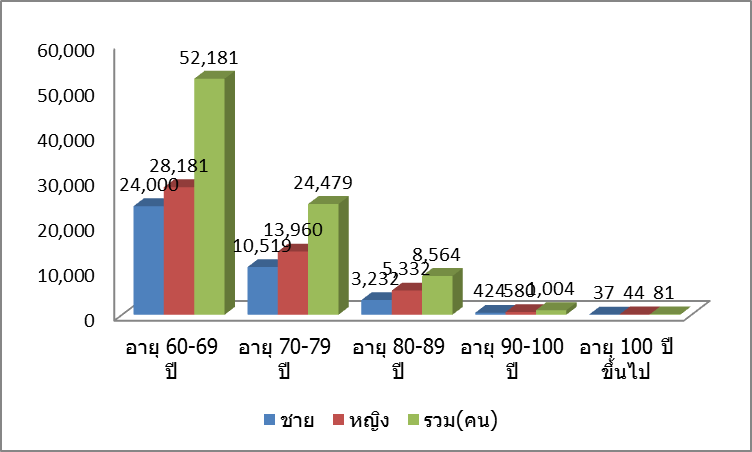 60,000
50,000
40,000
30,000
20,000
10,000
0
24,000
28,181
52,181
10,519
13,960
24,479
3,232
5,332
8,564
424
580
1,004
37
44
81
อายุ 60-69
ปี
อายุ 70-79
ปี
อายุ 80-89
ปี
อายุ 90-100
ปี
อายุ 100 ปี
ขึ้นไป
ชาย
หญิง
รวม(คน)